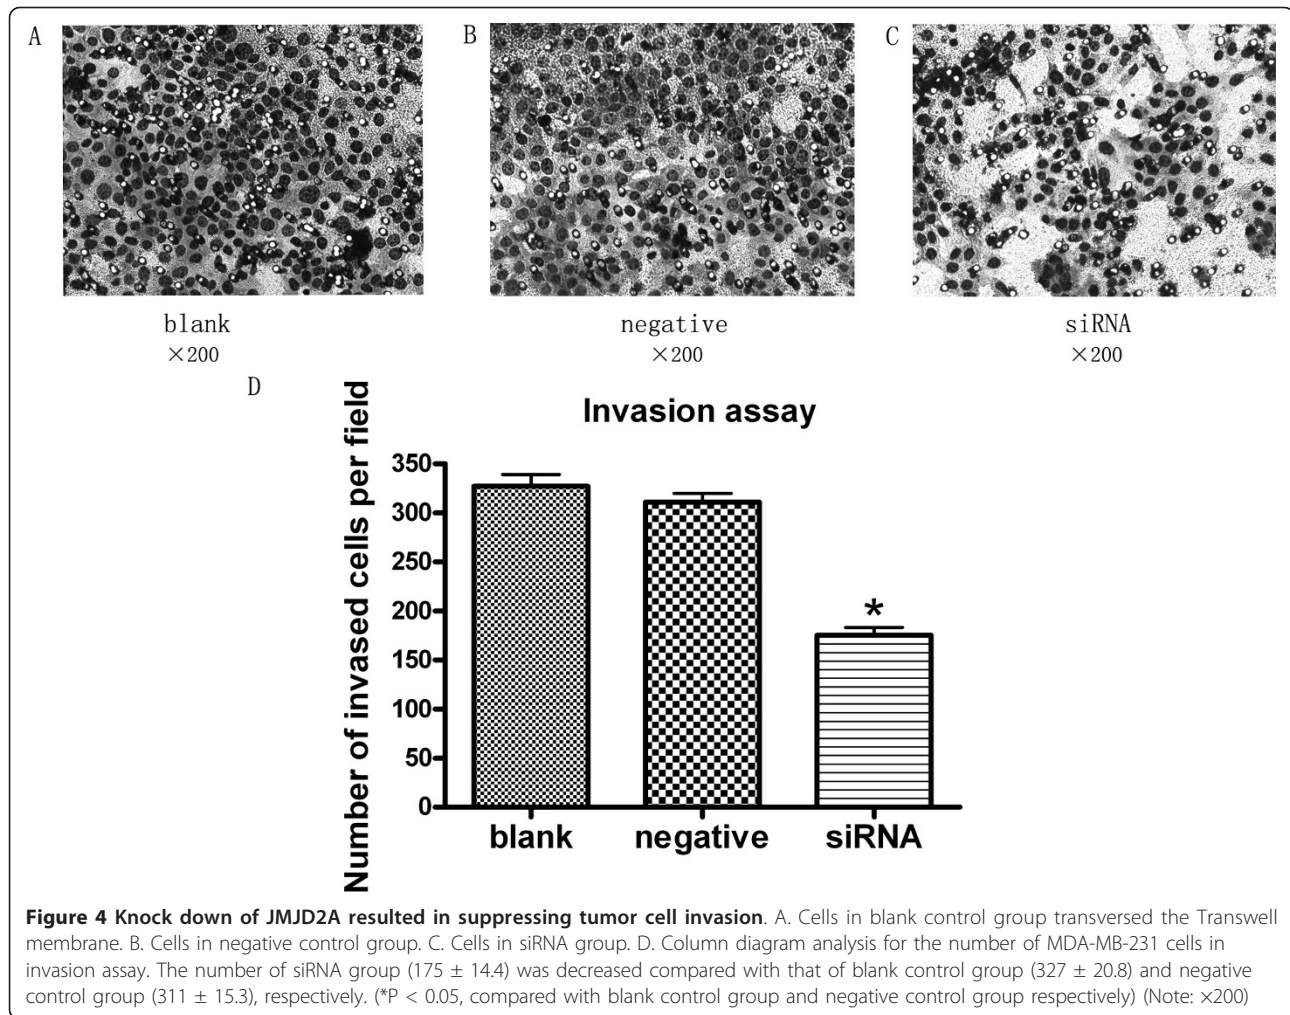 A
B
C
blank
×200
negative
×200
siRNA
×200
D
Invasion assay
Number of invased cells per field
350
300
250
200
150
100
50
0
*
blank
negative
siRNA
Figure 4 Knock down of JMJD2A resulted in suppressing tumor cell invasion. A. Cells in blank control group transversed the Transwell
membrane. B. Cells in negative control group. C. Cells in siRNA group. D. Column diagram analysis for the number of MDA-MB-231 cells in
invasion assay. The number of siRNA group (175 ± 14.4) was decreased compared with that of blank control group (327 ± 20.8) and negative
control group (311 ± 15.3), respectively. (*P < 0.05, compared with blank control group and negative control group respectively) (Note: ×200)